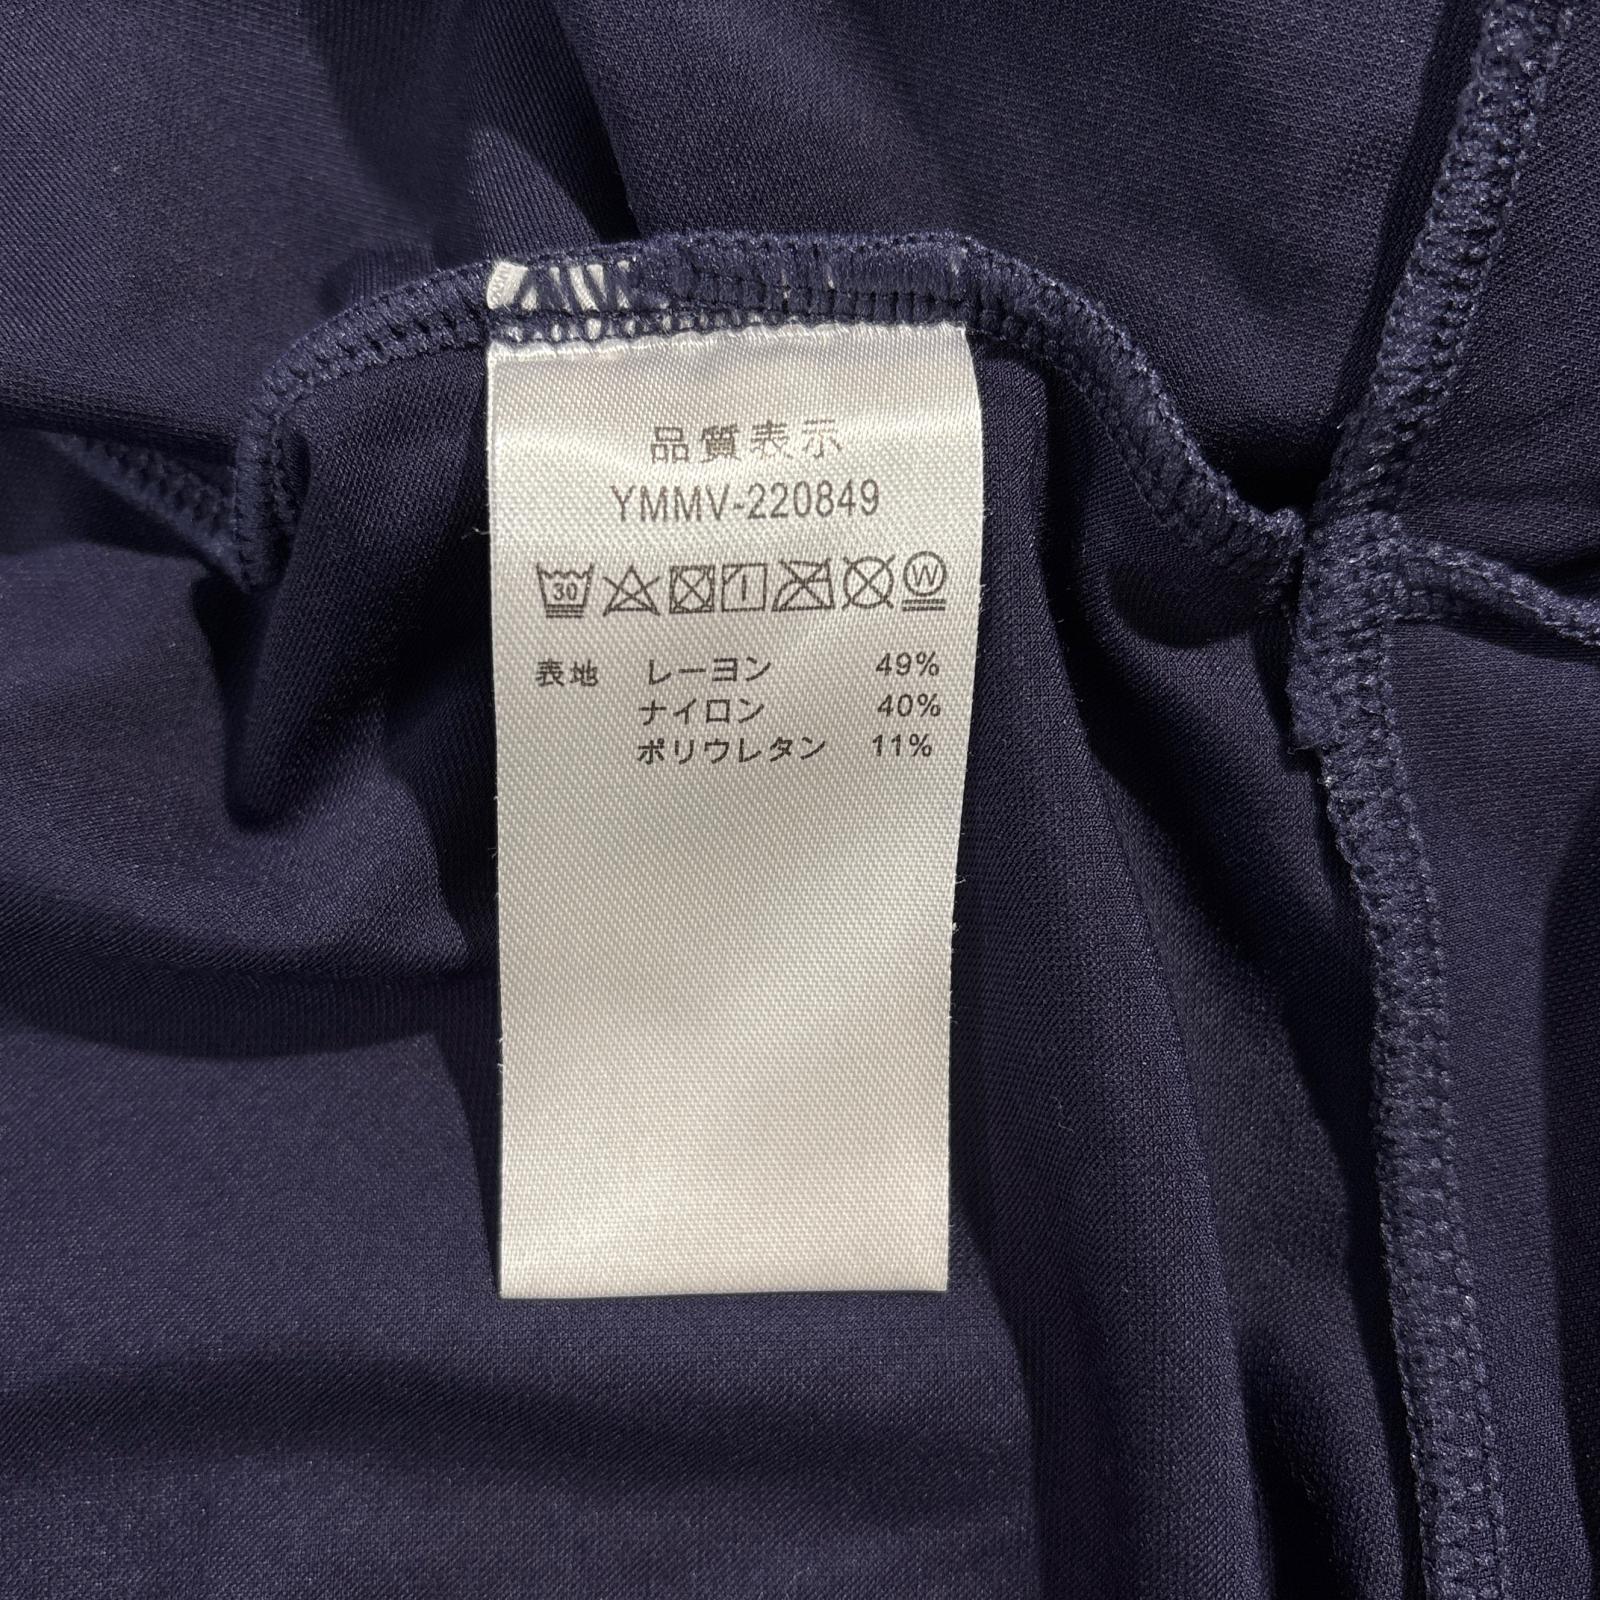 品質表示
YMMV-220849
30 W
表地 レーヨン 49%
ナイロン 40%
ポリウレタン 11%